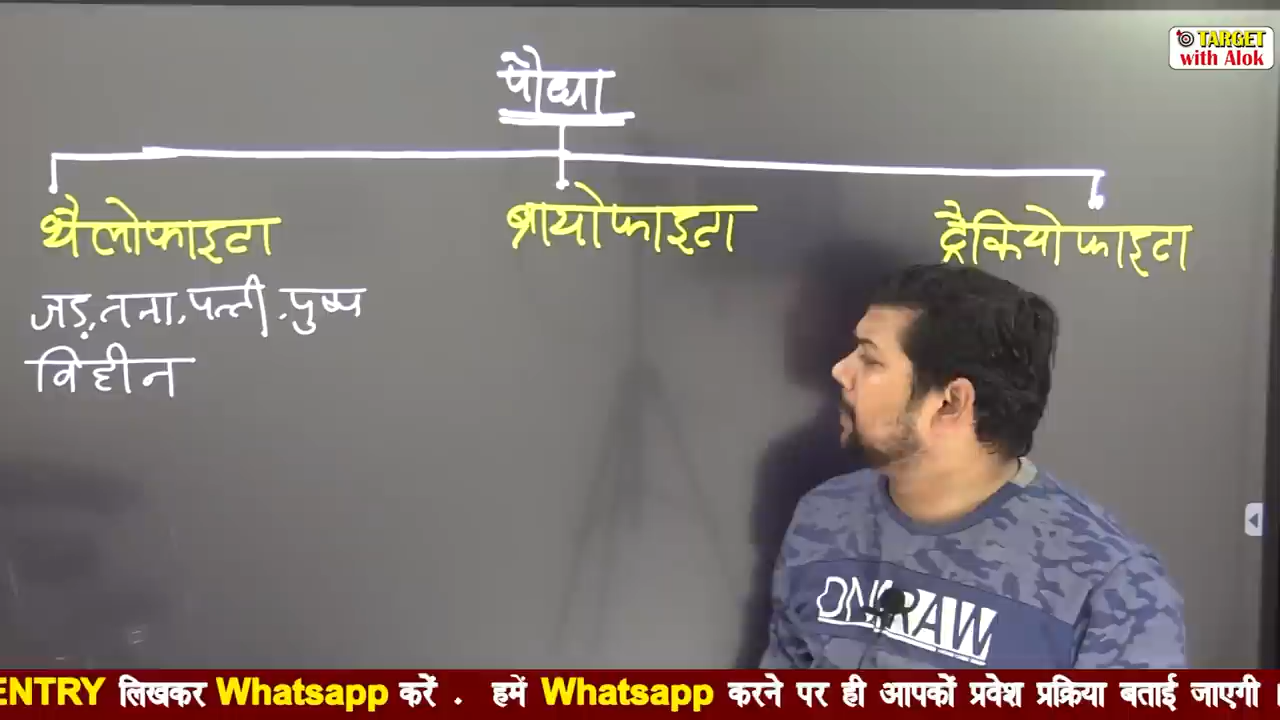 TARGET
with Alok
पौधा
थैलोफाइटा
ब्रायोफाइटा
ट्रैकियोफाइटा
जड़, तना, पत्ती, पुष्प
विहीन
ENTRY लिखकर Whatsapp करें . हमें Whatsapp करने पर ही आपकों प्रवेश प्रक्रिया बताई जाएगी